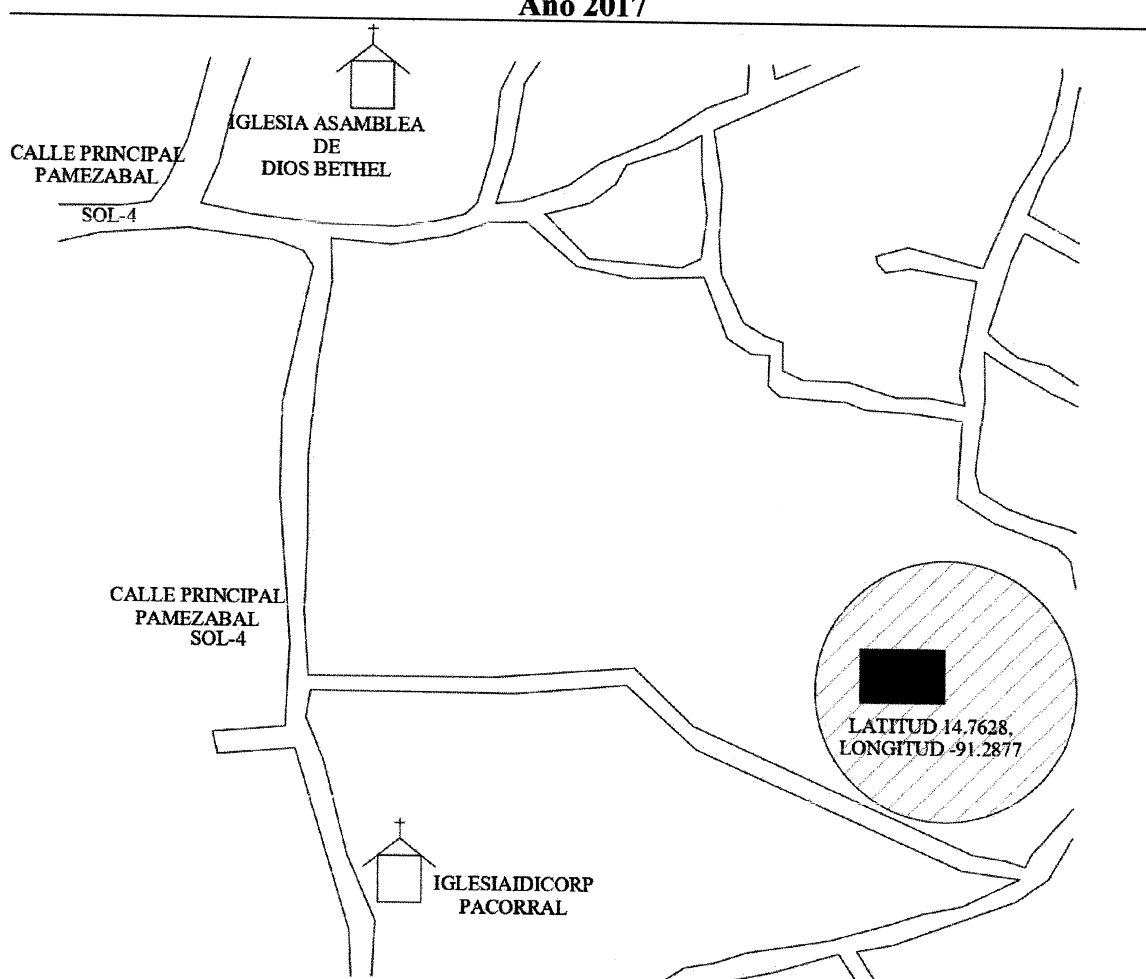 Año 2017
IGLESIA ASAMBLEA
DE
DIOS BETHEL
CALLE PRINCIPAL
PAMEZABAL
SOL-4
CALLE PRINCIPAL
PAMEZABAL
SOL-4
LATITUD 14.7628,
LONGITUD -91.2877
IGLESIAIDICORP
PACORRAL